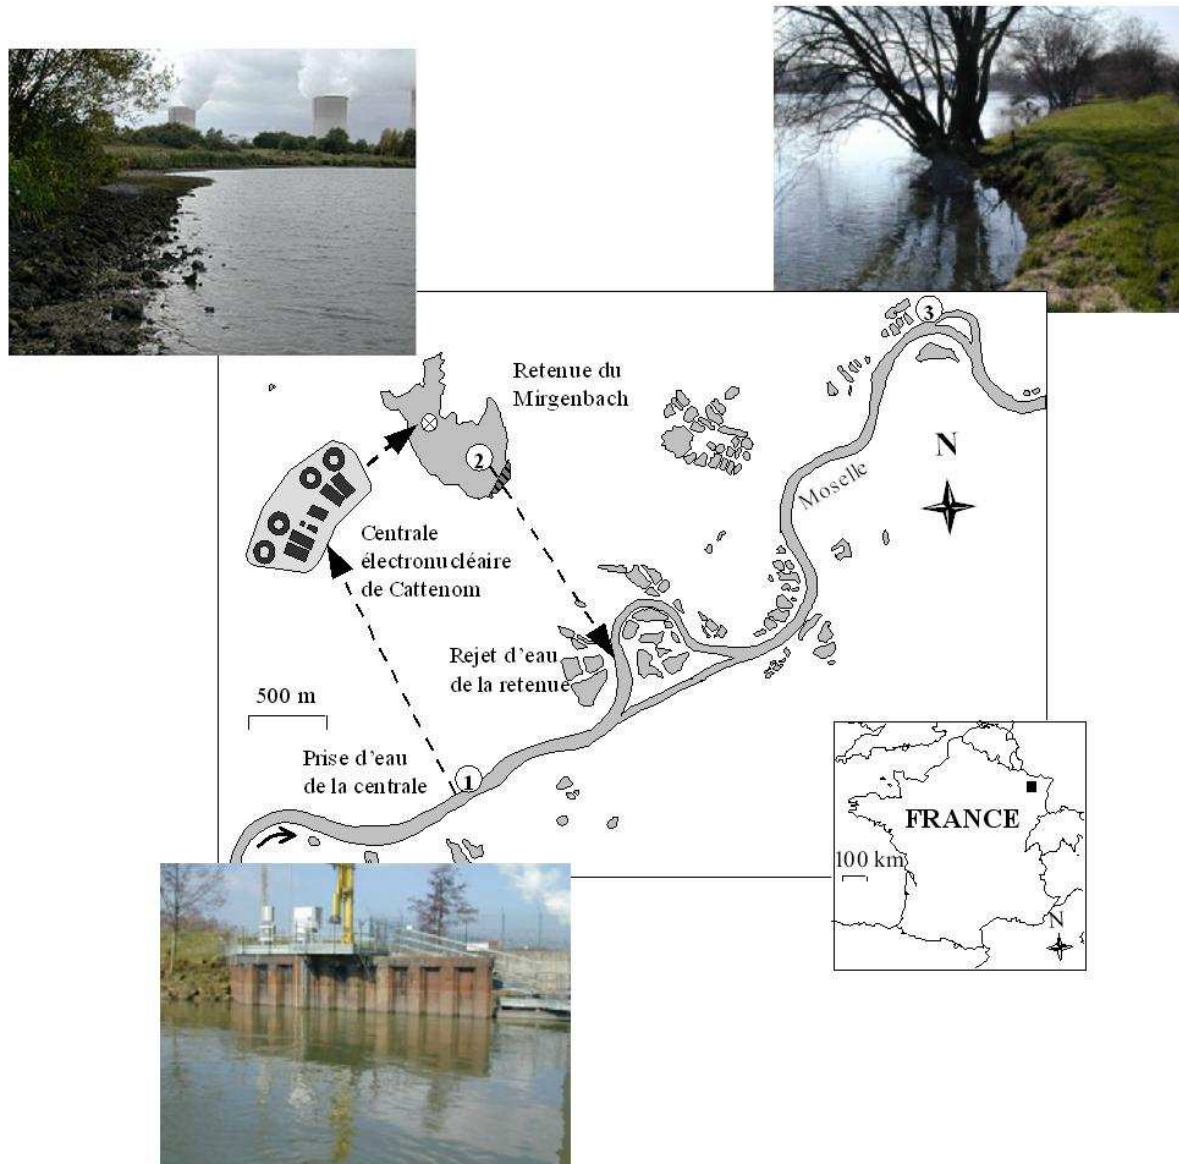 3
Retenue du
Mirgenbach
2
N
Moselle
Centrale
électronucléaire
de Cattenom
Rejet d'eau
de la retenue
500 m
Prise d'eau
de la centrale
1
FRANCE
100 km
N